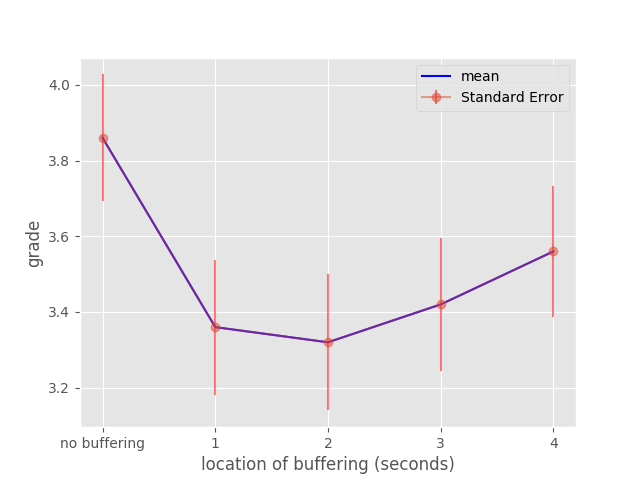 mean
Standard Error
4.0
3.8
3.6
3.4
3.2
grade
no buffering 1 2 3 4
location of buffering (seconds)